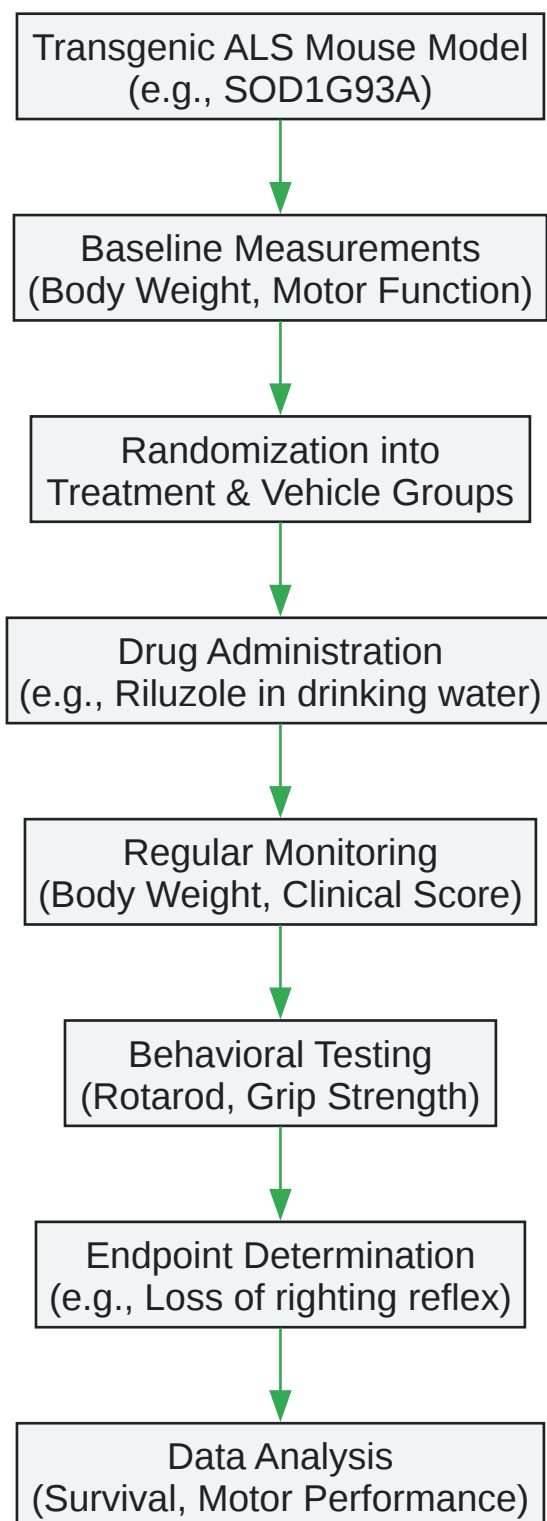 Transgenic ALS Mouse Model
(e.g., SOD1G93A)
Baseline Measurements
(Body Weight, Motor Function)
Randomization into
Treatment & Vehicle Groups
Drug Administration
(e.g., Riluzole in drinking water)
Regular Monitoring
(Body Weight, Clinical Score)
Behavioral Testing
(Rotarod, Grip Strength)
Endpoint Determination
(e.g., Loss of righting reflex)
Data Analysis
(Survival, Motor Performance)